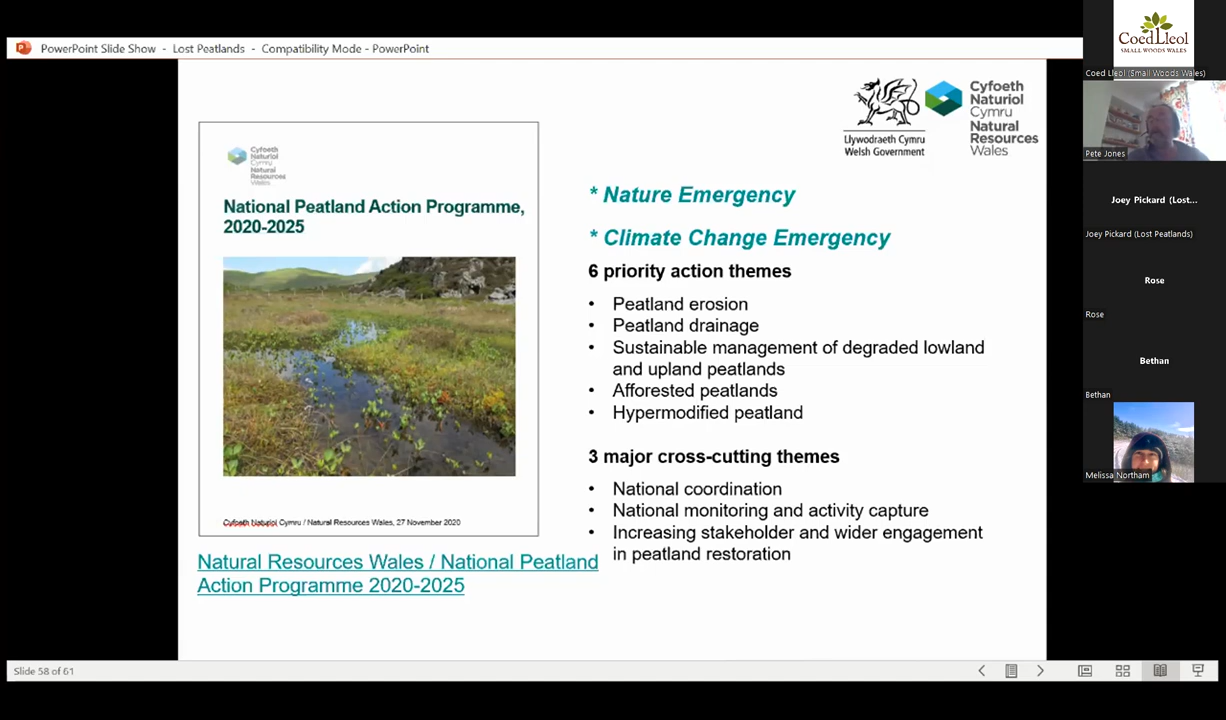 PowerPoint Slide Show - Lost Peatlands - Compatibility Mode - PowerPoint
Cyfoeth
Naturiol
Cymru
Natural
Resources
Wales
National Peatland Action Programme,
2020-2025
Cyfoeth Naturiol Cymru / Natural Resources Wales, 27 November 2020
Natural Resources Wales / National Peatland
Action Programme 2020-2025
Llywodraeth Cymru
Welsh Government
Cyfoeth
Naturiol
Cymru
Natural
Resources
Wales
* Nature Emergency
* Climate Change Emergency
6 priority action themes
• Peatland erosion
• Peatland drainage
• Sustainable management of degraded lowland
and upland peatlands
• Afforested peatlands
• Hypermodified peatland
3 major cross-cutting themes
• National coordination
• National monitoring and activity capture
• Increasing stakeholder and wider engagement
in peatland restoration
Slide 58 of 61
Coed Lleol
SMALL WOODS WALES
Coed Lleol (Small Woods Wales)
Pete Jones
Joey Pickard (Lost...
Joey Pickard (Lost Peatlands)
Rose
Rose
Bethan
Bethan
Melissa Northam